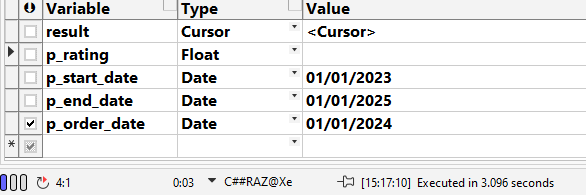 Variable Type Value
result Cursor <Cursor>
p_rating Float
p_start_date Date 01/01/2023
p_end_date Date 01/01/2025
p_order_date Date 01/01/2024
*
4:1 0:03 C##RAZ@Xe [15:17:10] Executed in 3.096 seconds